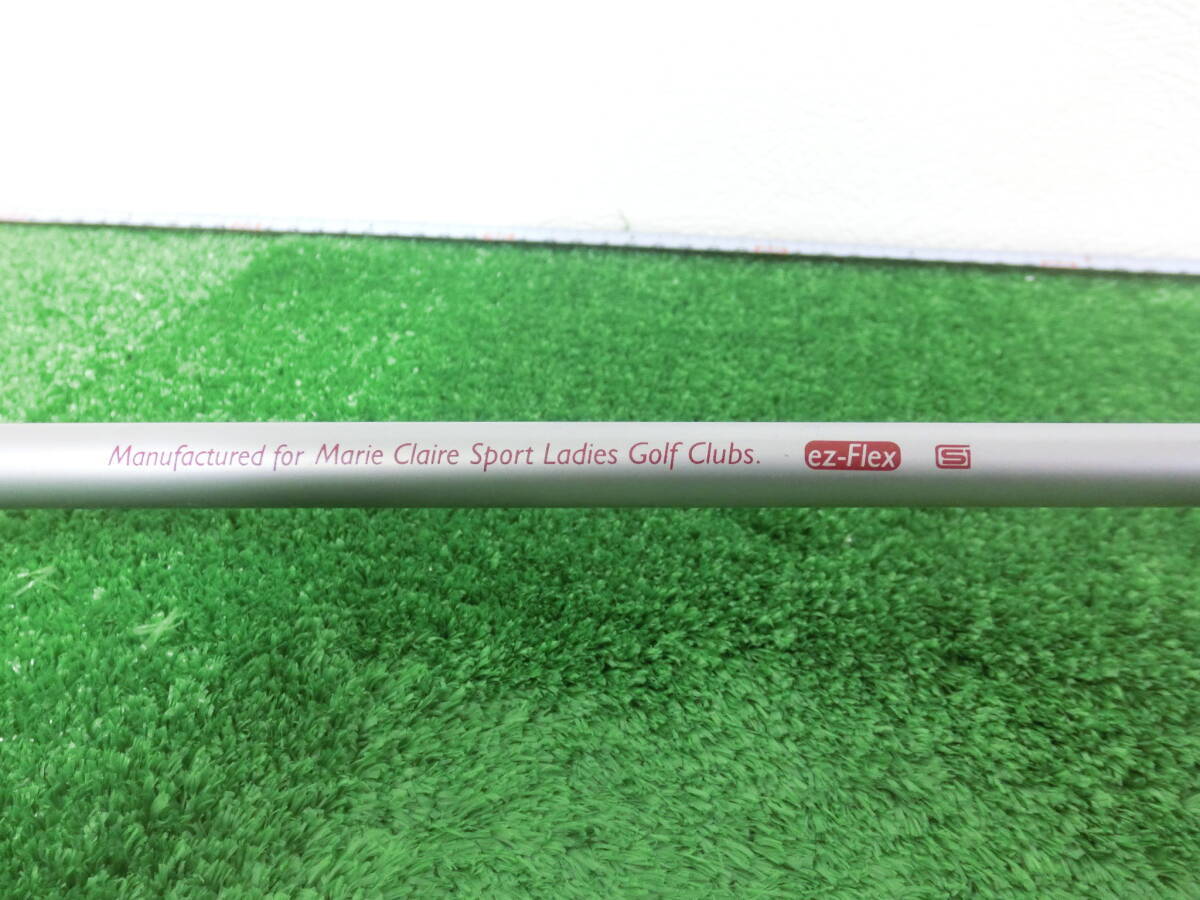 Manufactured for Marie Claire Sport Ladies Golf Clubs. ez-Flex